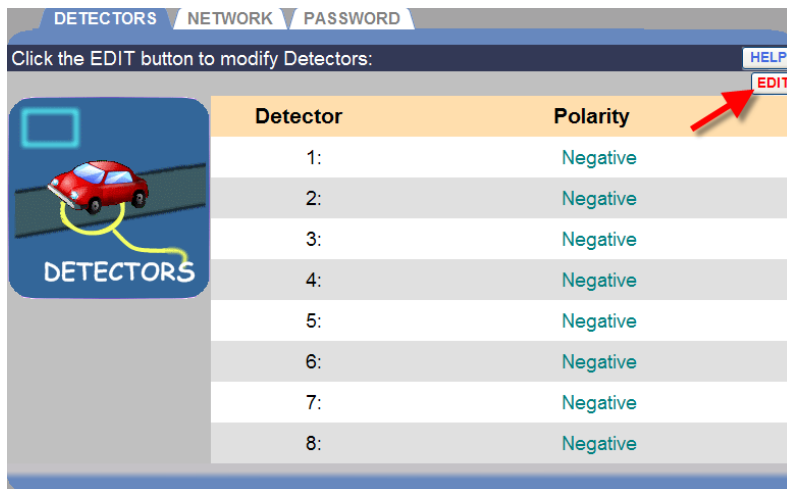 DETECTORS NETWORK PASSWORD
Click the EDIT button to modify Detectors:
HELP
EDIT
Detector Polarity
1: Negative
2: Negative
3: Negative
DETECTORS
4: Negative
5: Negative
6: Negative
7: Negative
8: Negative